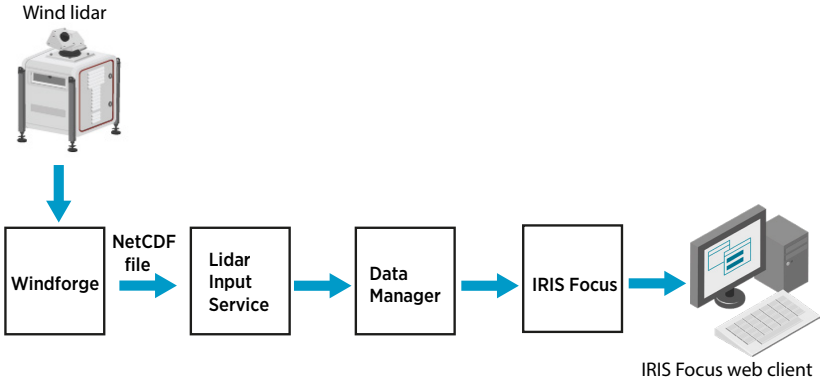 Wind lidar
Windforge
NetCDF
file
Lidar
Input
Service
Data
Manager
IRIS Focus
IRIS Focus web client